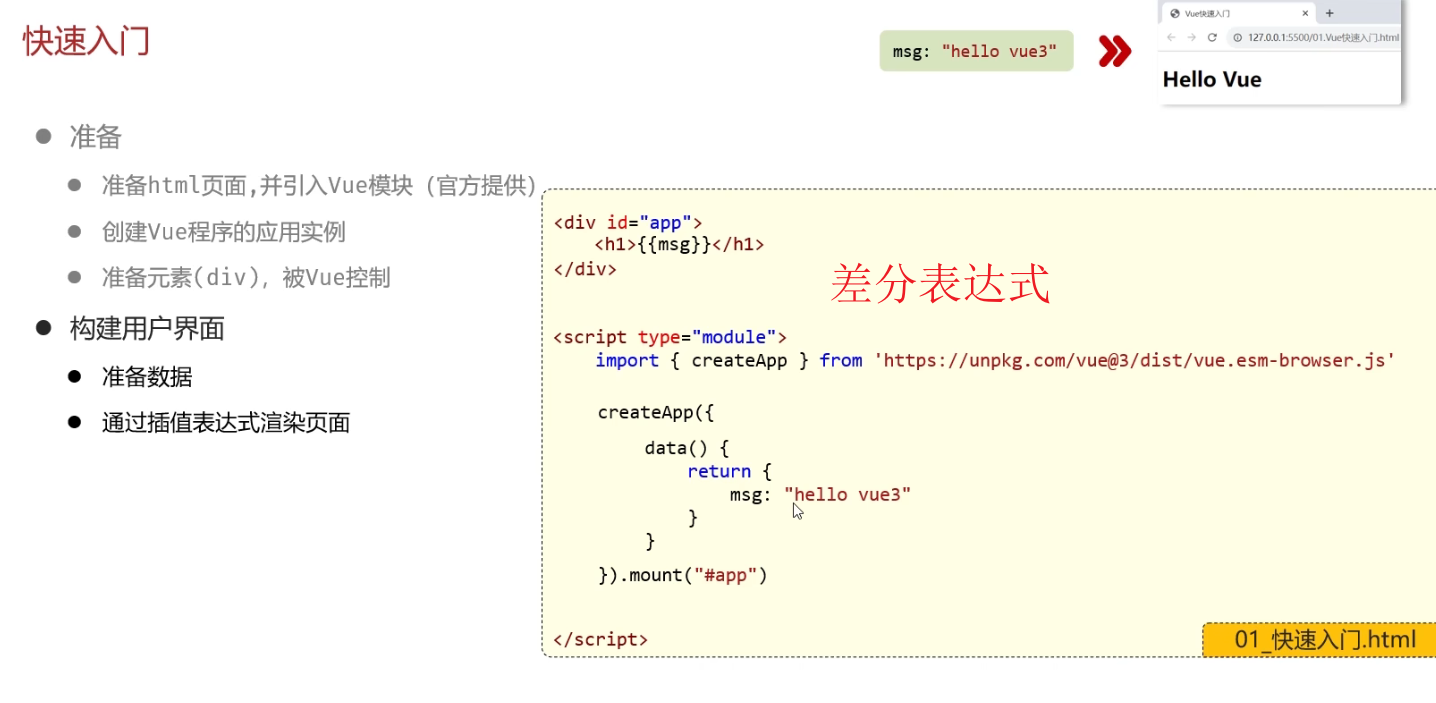 快速入门
msg: "hello vue3"
Vue快速入门
127.0.0.1:5500/01.Vue快速入门.html
Hello Vue
准备
准备html页面,并引入Vue模块（官方提供）
创建Vue程序的应用实例
准备元素(div)，被Vue控制
构建用户界面
准备数据
通过插值表达式渲染页面
<div id="app">
<h1>{{msg}}</h1>
</div>
差分表达式
<script type="module">
import { createApp } from 'https://unpkg.com/vue@3/dist/vue.esm-browser.js'
createApp({
data() {
return {
msg: "hello vue3"
}
}
}).mount("#app")
</script>
01_快速入门.html